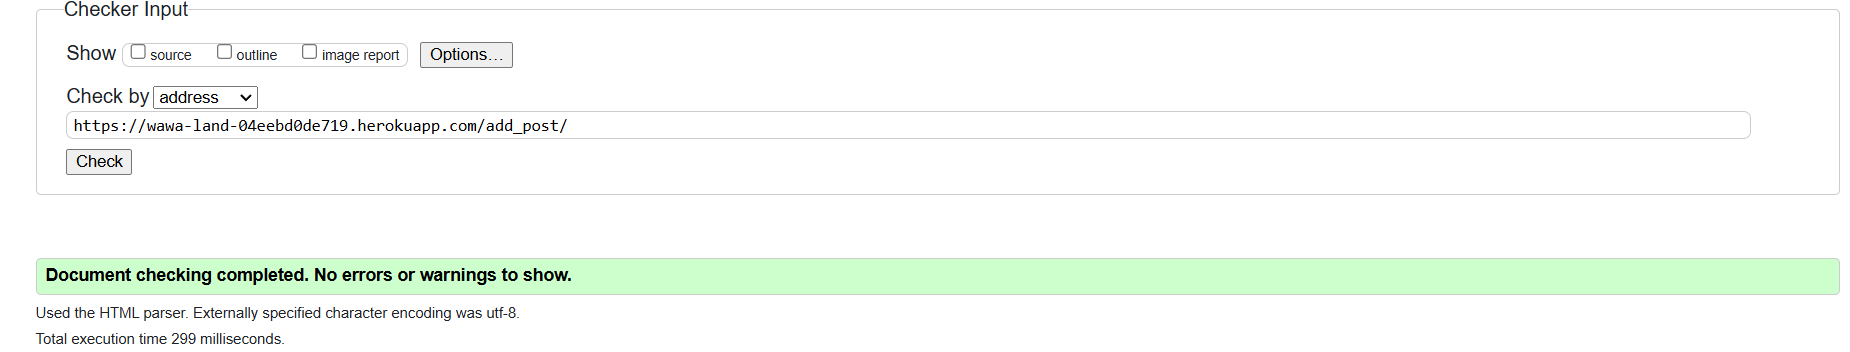 Checker Input
Show source outline image report Options...
Check by address
https://wawa-land-04eebd0de719.herokuapp.com/add_post/
Check
Document checking completed. No errors or warnings to show.
Used the HTML parser. Externally specified character encoding was utf-8.
Total execution time 299 milliseconds.